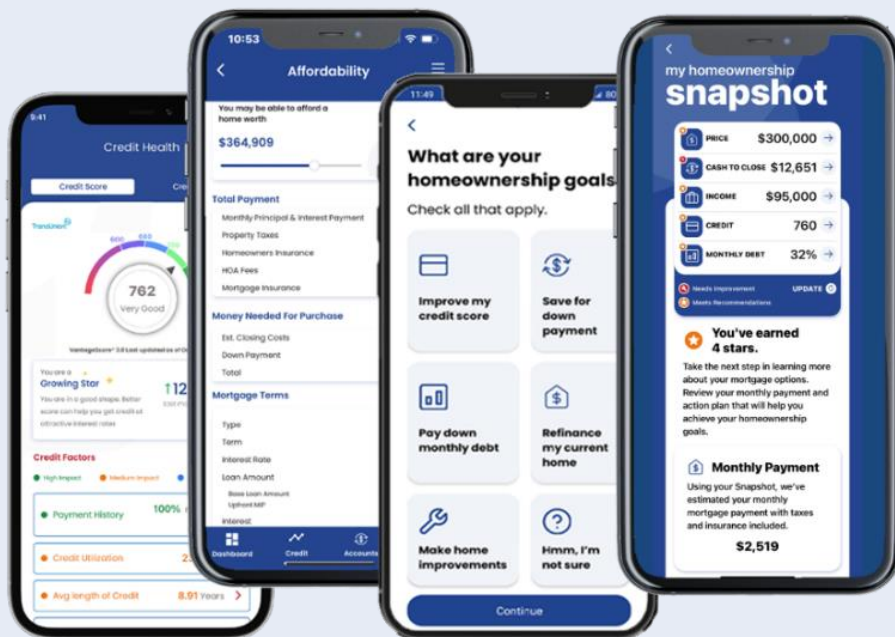 9:41
Credit Health
Credit Score
TransUnion
600
668
762
Very Good
VantageScore® 3.0 Last updated as of
You are a
Growing Star
You are in a good shape. Better
score can help you get credit at
attractive interest rates
↑12
Credit Factors
High Impact
Medium Impact
Payment History
100%
Credit Utilization
Avg length of Credit
8.91 Years
10:53
Affordability
You may be able to afford a
home worth
$364,909
Total Payment
Monthly Principal & Interest Payment
Property Taxes
Homeowners Insurance
HOA Fees
Mortgage Insurance
Money Needed For Purchase
Est. Closing Costs
Down Payment
Total
Mortgage Terms
Type
Term
Interest Rate
Loan Amount
Base Loan Amount
Upfront MIP
Interest
Dashboard
Credit
Accounts
11:49
80
What are your
homeownership goals
Check all that apply.
Improve my
credit score
Save for
down
payment
Pay down
monthly debt
Refinance
my current
home
Make home
improvements
Hmm, I'm
not sure
Continue
my homeownership
snapshot
PRICE $300,000
CASH TO CLOSE $12,651
INCOME $95,000
CREDIT 760
MONTHLY DEBT 32%
Needs Improvement
UPDATE
Meets Recommendations
You've earned
4 stars.
Take the next step in learning more
about your mortgage options.
Review your monthly payment and
action plan that will help you
achieve your homeownership
goals.
Monthly Payment
Using your Snapshot, we've
estimated your monthly
mortgage payment with taxes
and insurance included.
$2,519